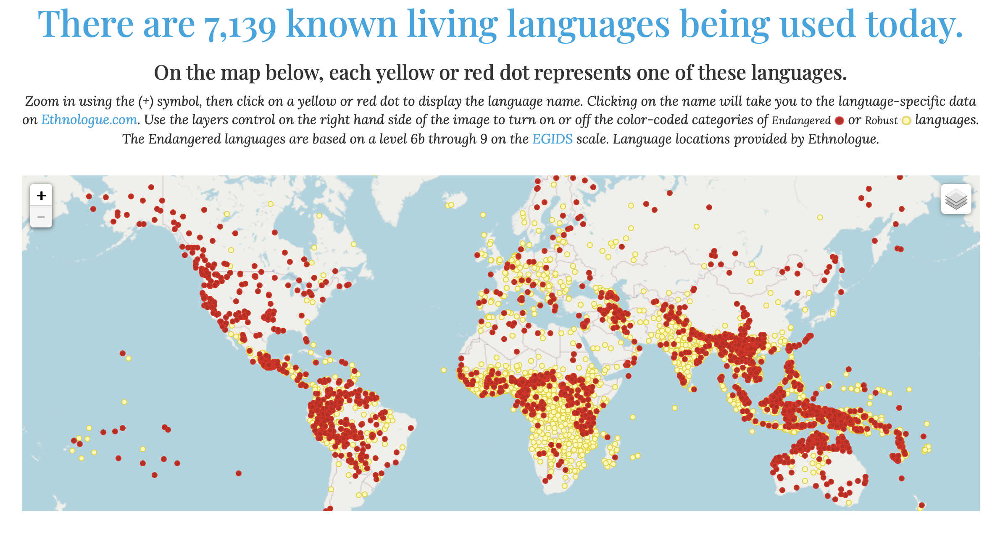 There are 7,139 known living languages being used today.
On the map below, each yellow or red dot represents one of these languages.
Zoom in using the (+) symbol, then click on a yellow or red dot to display the language name. Clicking on the name will take you to the language-specific data
on Ethnologue.com. Use the layers control on the right hand side of the image to turn on or off the color-coded categories of Endangered or Robust languages.
The Endangered languages are based on a level 6b through 9 on the EGIDS scale. Language locations provided by Ethnologue.
+
−